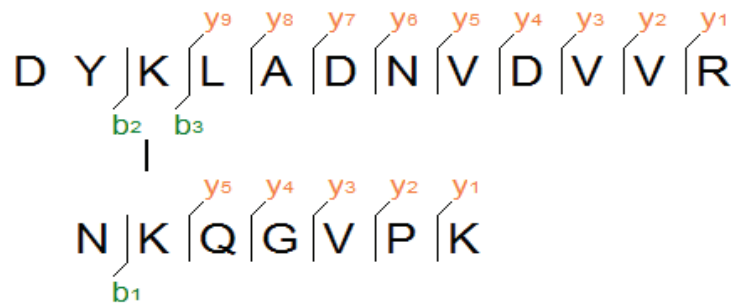 y9 y8 y7 y6 y5 y4 y3 y2 y1
D Y K L A D N V D V V R
b2 b3
y5 y4 y3 y2 y1
N K Q G V P K
b1